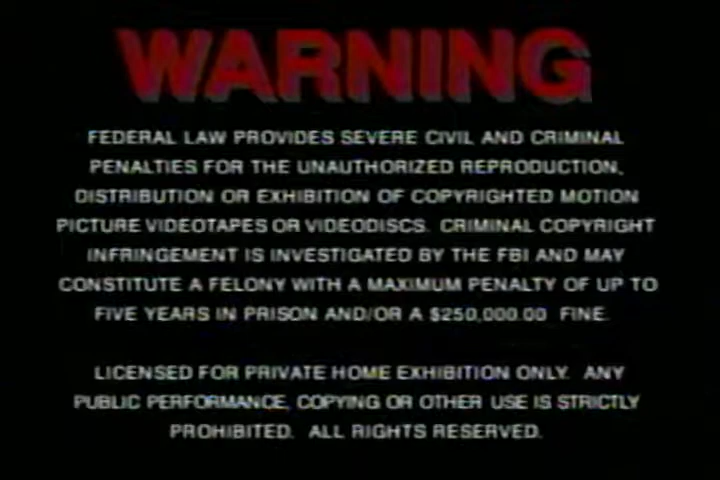 WARNING
FEDERAL LAW PROVIDES SEVERE CIVIL AND CRIMINAL
PENALTIES FOR THE UNAUTHORIZED REPRODUCTION,
DISTRIBUTION OR EXHIBITION OF COPYRIGHTED MOTION
PICTURE VIDEOTAPES OR VIDEODISCS. CRIMINAL COPYRIGHT
INFRINGEMENT IS INVESTIGATED BY THE FBI AND MAY
CONSTITUTE A FELONY WITH A MAXIMUM PENALTY OF UP TO
FIVE YEARS IN PRISON AND/OR A $250,000.00 FINE.
LICENSED FOR PRIVATE HOME EXHIBITION ONLY. ANY
PUBLIC PERFORMANCE, COPYING OR OTHER USE IS STRICTLY
PROHIBITED. ALL RIGHTS RESERVED.